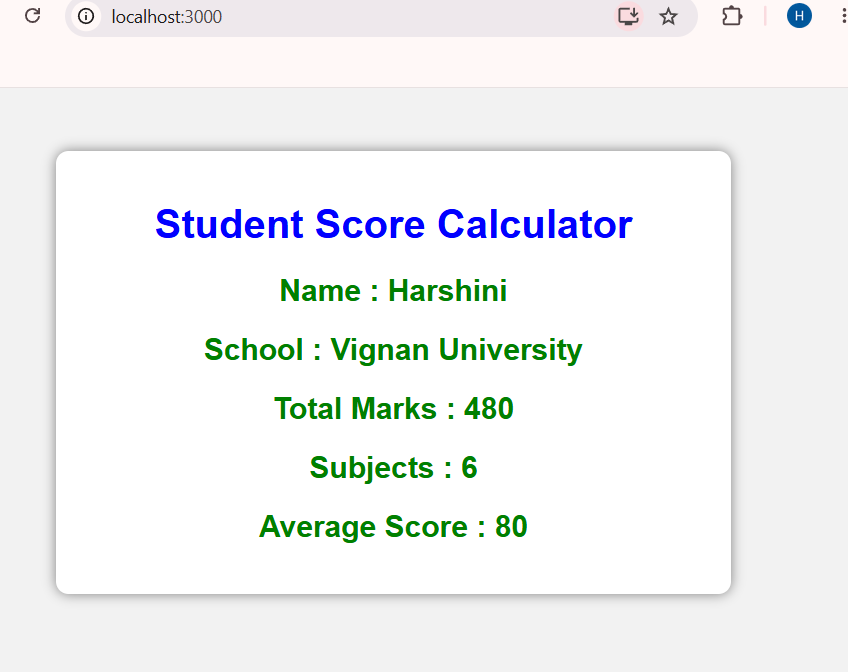 localhost:3000
H
Student Score Calculator
Name : Harshini
School : Vignan University
Total Marks : 480
Subjects : 6
Average Score : 80